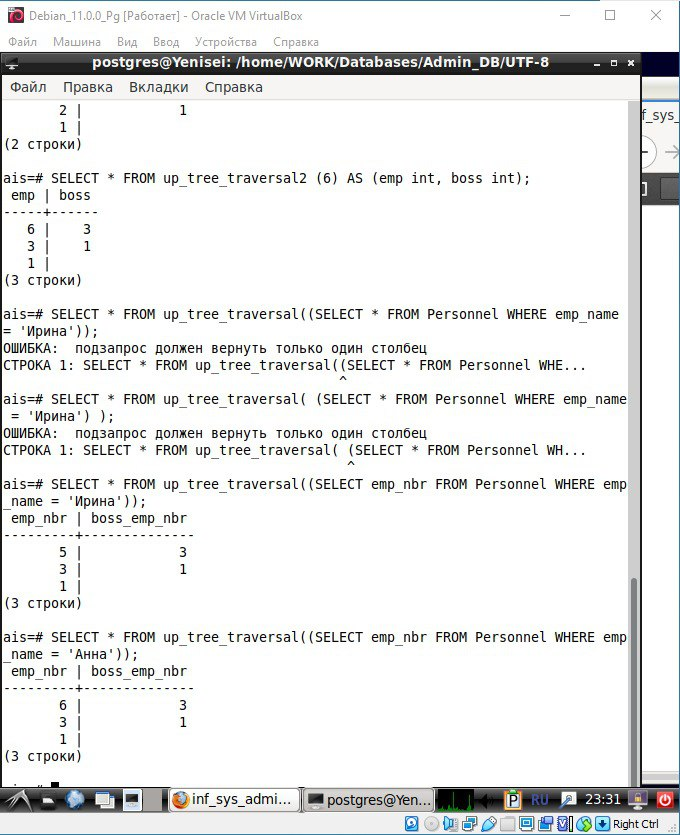 Debian_11.0.0_Pg [Работает] - Oracle VM VirtualBox
Файл Машина Вид Ввод Устройства Справка
postgres@Yenisei: /home/WORK/Databases/Admin_DB/UTF-8
Файл Правка Вкладки Справка
f_sys_
2 | 1
1 |
(2 строки)
ais=# SELECT * FROM up_tree_traversal2 (6) AS (emp int, boss int);
emp | boss
-----+------
6 | 3
3 | 1
1 |
(3 строки)
ais=# SELECT * FROM up_tree_traversal((SELECT * FROM Personnel WHERE emp_name
= 'Ирина'));
ОШИБКА: подзапрос должен вернуть только один столбец
СТРОКА 1: SELECT * FROM up_tree_traversal((SELECT * FROM Personnel WHE...
^
ais=# SELECT * FROM up_tree_traversal( (SELECT * FROM Personnel WHERE emp_name
= 'Ирина') );
ОШИБКА: подзапрос должен вернуть только один столбец
СТРОКА 1: SELECT * FROM up_tree_traversal( (SELECT * FROM Personnel WH...
^
ais=# SELECT * FROM up_tree_traversal((SELECT emp_nbr FROM Personnel WHERE emp
_name = 'Ирина'));
emp_nbr | boss_emp_nbr
---------+--------------
5 | 3
3 | 1
1 |
(3 строки)
ais=# SELECT * FROM up_tree_traversal((SELECT emp_nbr FROM Personnel WHERE emp
_name = 'Анна'));
emp_nbr | boss_emp_nbr
---------+--------------
6 | 3
3 | 1
1 |
(3 строки)
inf_sys_admi... postgres@Yen... P RU 23:31
Right Ctrl